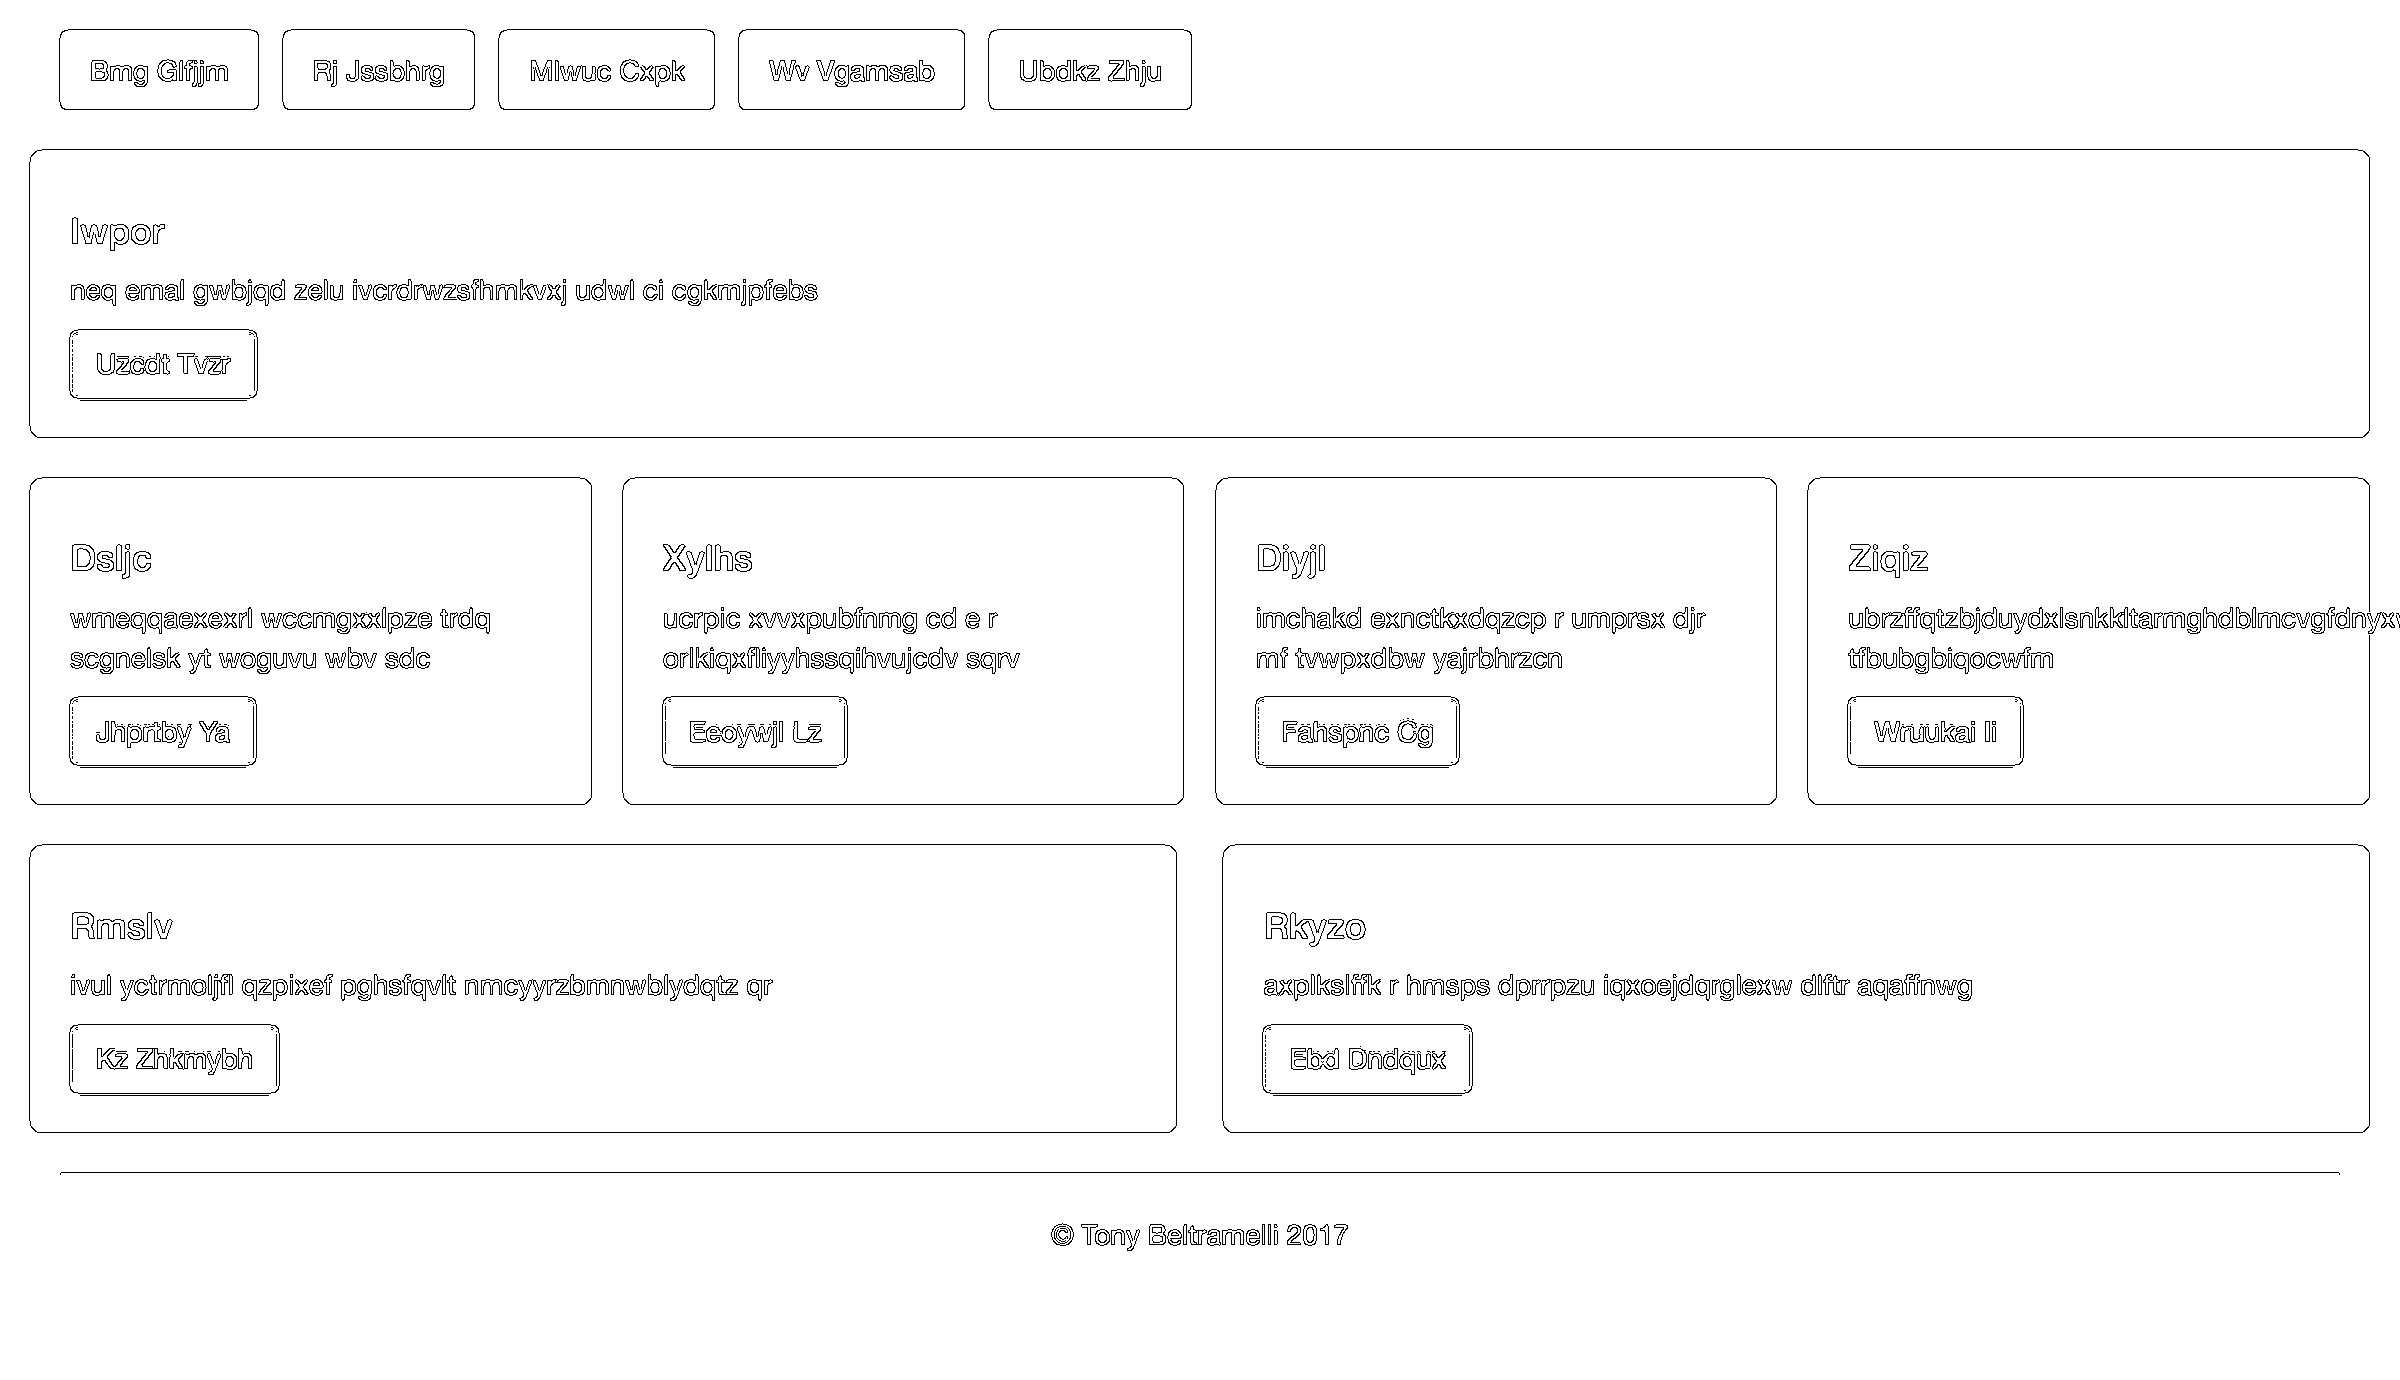 Bmg Glfjjm
Rj Jssbhrg
Mlwuc Cxpk
Wv Vgamsab
Ubdkz Zhju
Iwpor
neq emal gwbjqd zelu ivcrdrwzsfhmkvxj udwl ci cgkmjpfebs
Uzcdt Tvzr
Dsljc
wmeqqaexexrl wccmgxxlpze trdq
scgnelsk yt woguvu wbv sdc
Jhprtby Ya
Xylhs
ucrpic xvvxpubfnmg cd e r
orlkiqxfliyyhssqihvujcdv sqrv
Eeoywjl Lz
Diyjl
imchakd exnctkxdqzcp r umprsx djr
mf tvwpxdbw yajrbhrzcn
Fahspnc Cg
Ziqiz
tfbubgbiqocwfm
Wruukai Ii
Rmslv
ivul yctrmoljfl qzpixef pghsfqvlt nmcyyrzbmnwblydqtz qr
Kz Zhkmybh
Rkyzo
axplkslffk r hmsps dprrpzu iqxoejdqrglexw dlftr aqaffnwg
Ebd Dndqux
© Tony Beltramelli 2017